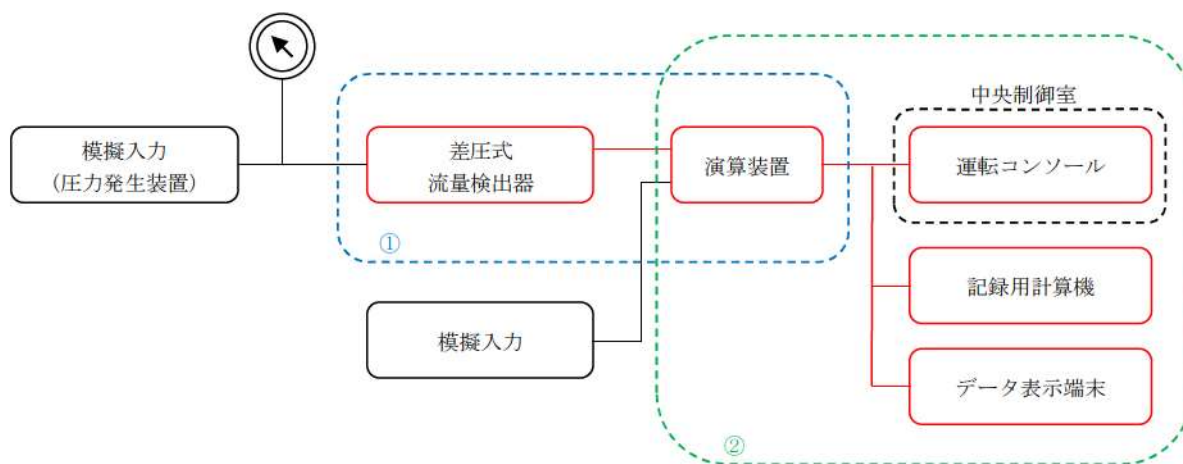 中央制御室
模擬入力
(圧力発生装置)
差圧式
流量検出器
演算装置
運転コンソール
①
記録用計算機
模擬入力
データ表示端末
②